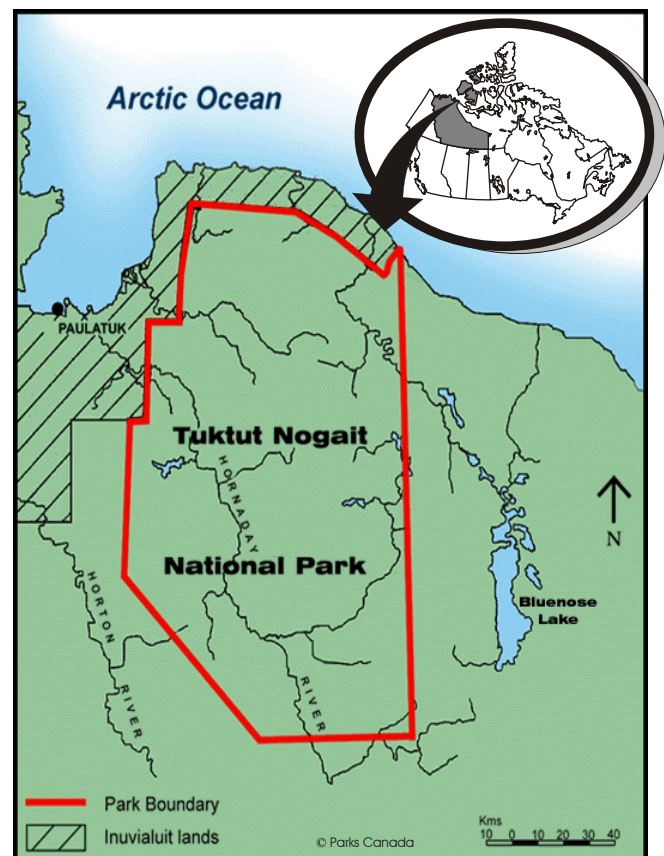 Arctic Ocean
PAULATUK
Tuktut Nogait
HORNADAY
National Park
HORTON
Bluenose
Lake
N
RIVER
RIVER
Park Boundary
Inuvialuit lands
© Parks Canada
Kms
10 0 10 20 30 40